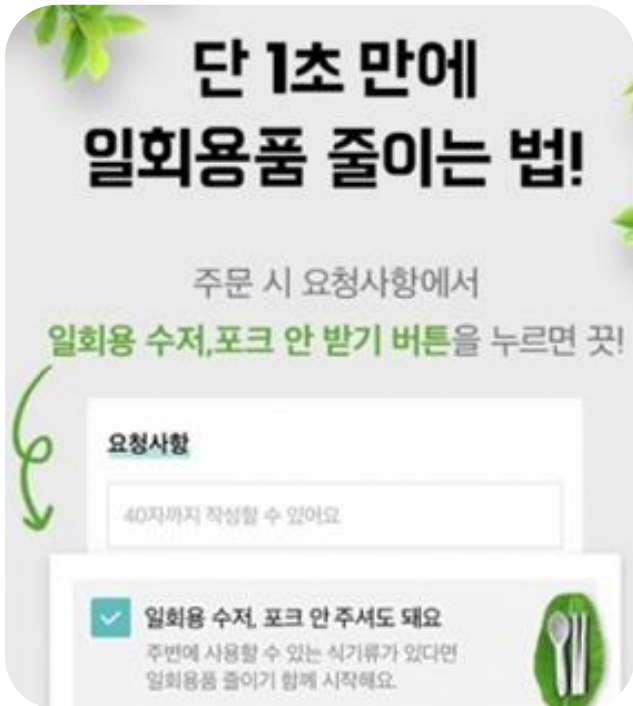 단 1초 만에
일회용품 줄이는 법!
주문 시 요청사항에서
일회용 수저,포크 안 받기 버튼을 누르면 끗!
요청사항
40자까지 작성할 수 있어요
일회용 수저, 포크 안 주셔도 돼요
주변에 사용할 수 있는 식기류가 있다면
일회용품 줄이기 함께 시작해요.